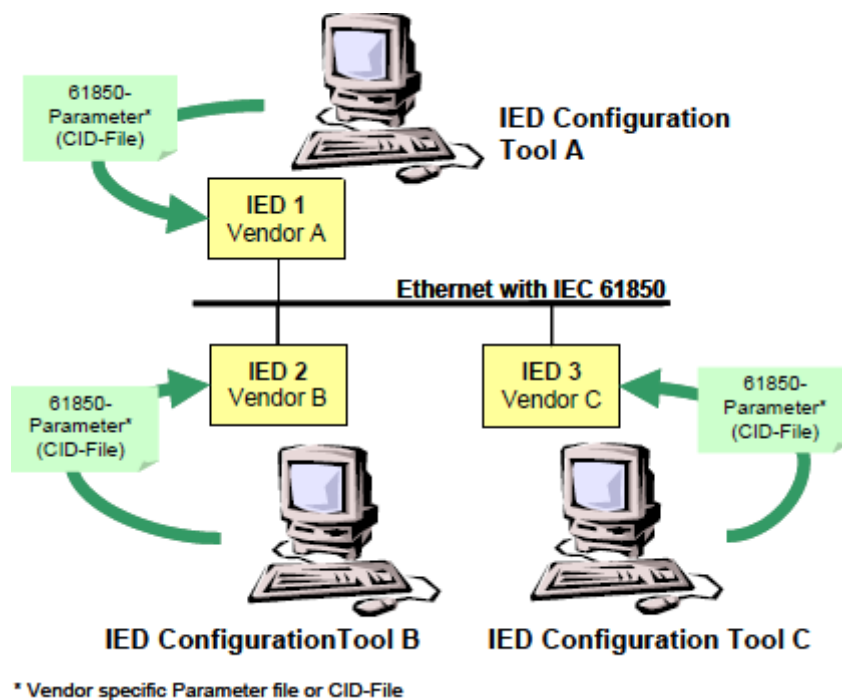 61850-
Parameter*
(CID-File)
IED Configuration
Tool A
IED 1
Vendor A
Ethernet with IEC 61850
IED 2
Vendor B
IED 3
Vendor C
61850-
Parameter*
(CID-File)
61850-
Parameter*
(CID-File)
IED ConfigurationTool B
IED Configuration Tool C
* Vendor specific Parameter file or CID-File